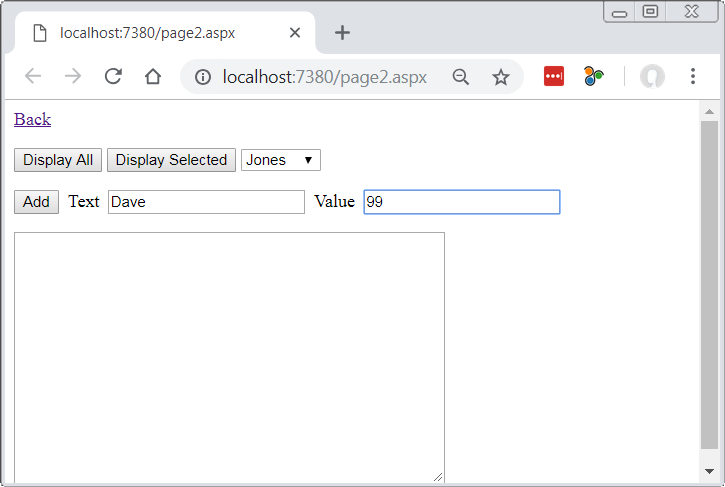 localhost:7380/page2.aspx
localhost:7380/page2.aspx
Back
Display All Display Selected Jones
Add Text Dave Value 99